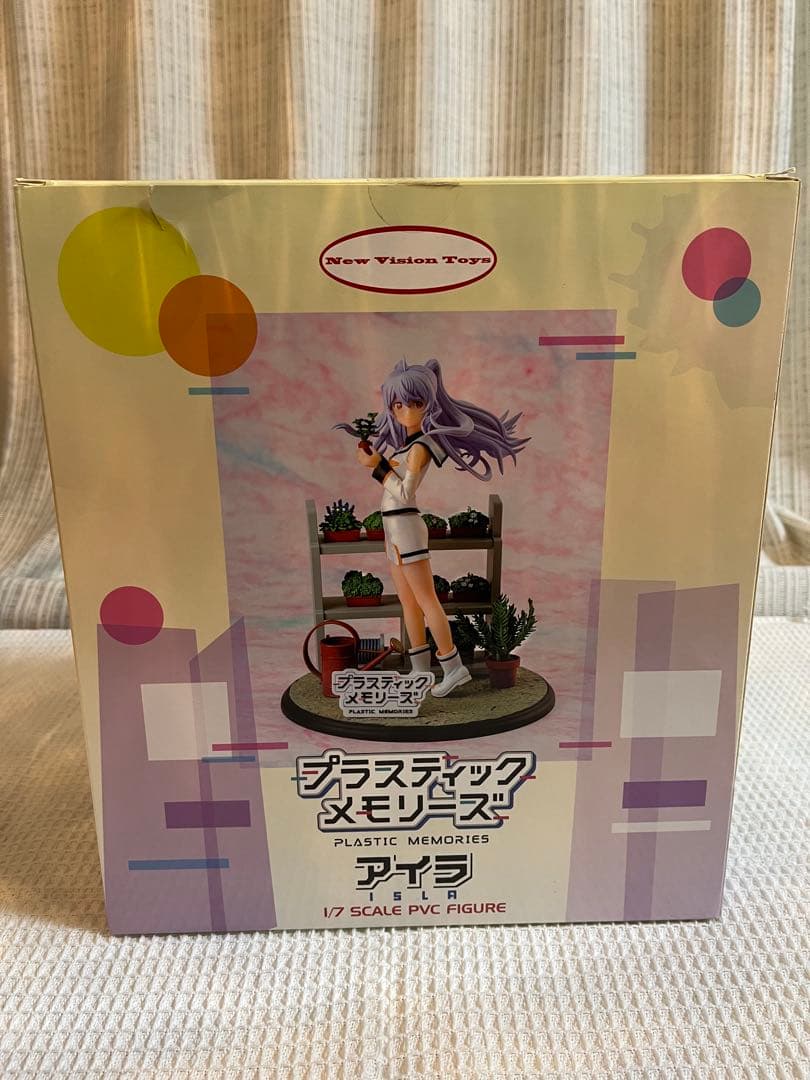 New Vision Toys
プラスティック
メモリーズ
PLASTIC MEMORIES
プラスティック
メモリーズ
PLASTIC MEMORIES
アイラ
ISLA
1/7 SCALE PVC FIGURE